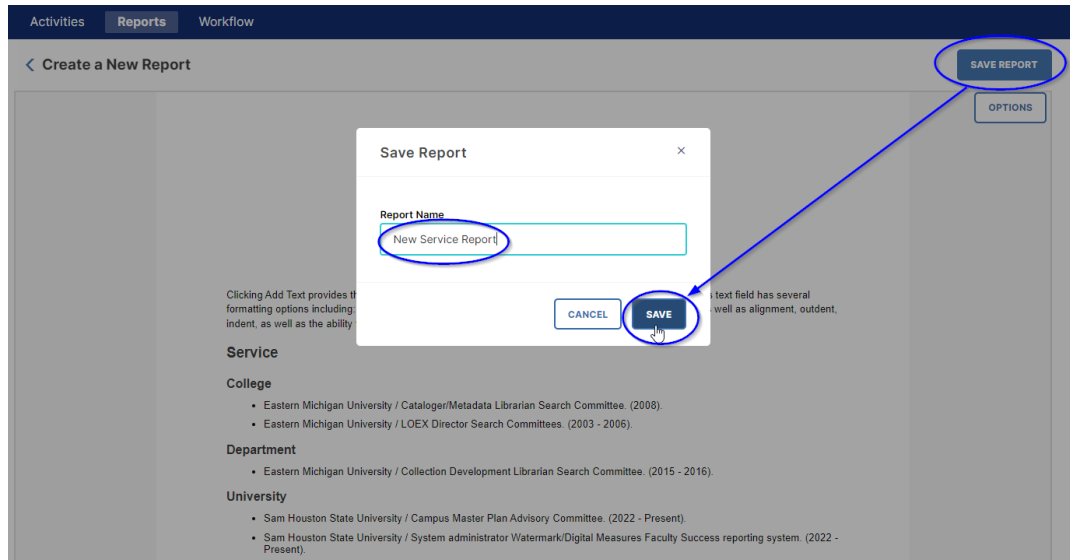 Activities Reports Workflow
Create a New Report
SAVE REPORT
OPTIONS
Save Report
Report Name
New Service Report
CANCEL SAVE
Clicking Add Text provides th
s text field has several
formatting options including:
well as alignment, outdent,
indent, as well as the ability
Service
College
• Eastern Michigan University / Cataloger/Metadata Librarian Search Committee. (2008).
• Eastern Michigan University / LOEX Director Search Committees. (2003 - 2006).
Department
• Eastern Michigan University / Collection Development Librarian Search Committee. (2015 - 2016).
University
• Sam Houston State University / Campus Master Plan Advisory Committee. (2022 - Present).
• Sam Houston State University / System administrator Watermark/Digital Measures Faculty Success reporting system. (2022 -
Present).